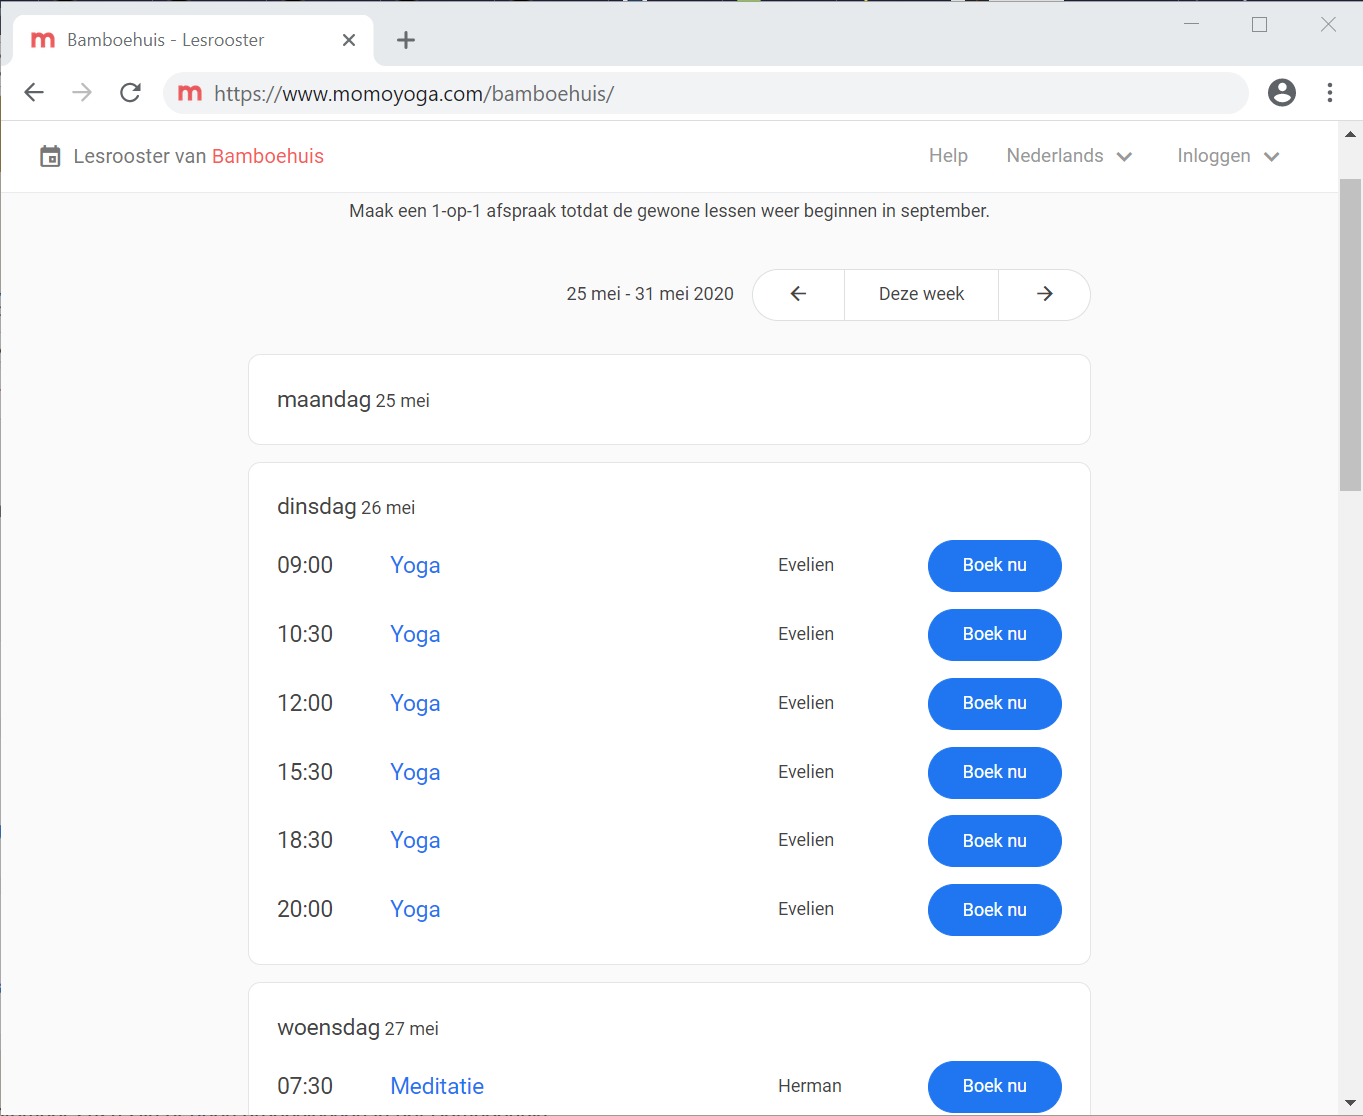 Bamboehuis - Lesrooster
https://www.momoyoga.com/bamboehuis/
Lesrooster van Bamboehuis Help Nederlands Inloggen
Maak een 1-op-1 afspraak totdat de gewone lessen weer beginnen in september.
25 mei - 31 mei 2020 Deze week
maandag 25 mei
dinsdag 26 mei
09:00 Yoga Evelien Boek nu
10:30 Yoga Evelien Boek nu
12:00 Yoga Evelien Boek nu
15:30 Yoga Evelien Boek nu
18:30 Yoga Evelien Boek nu
20:00 Yoga Evelien Boek nu
woensdag 27 mei
07:30 Meditatie Herman Boek nu